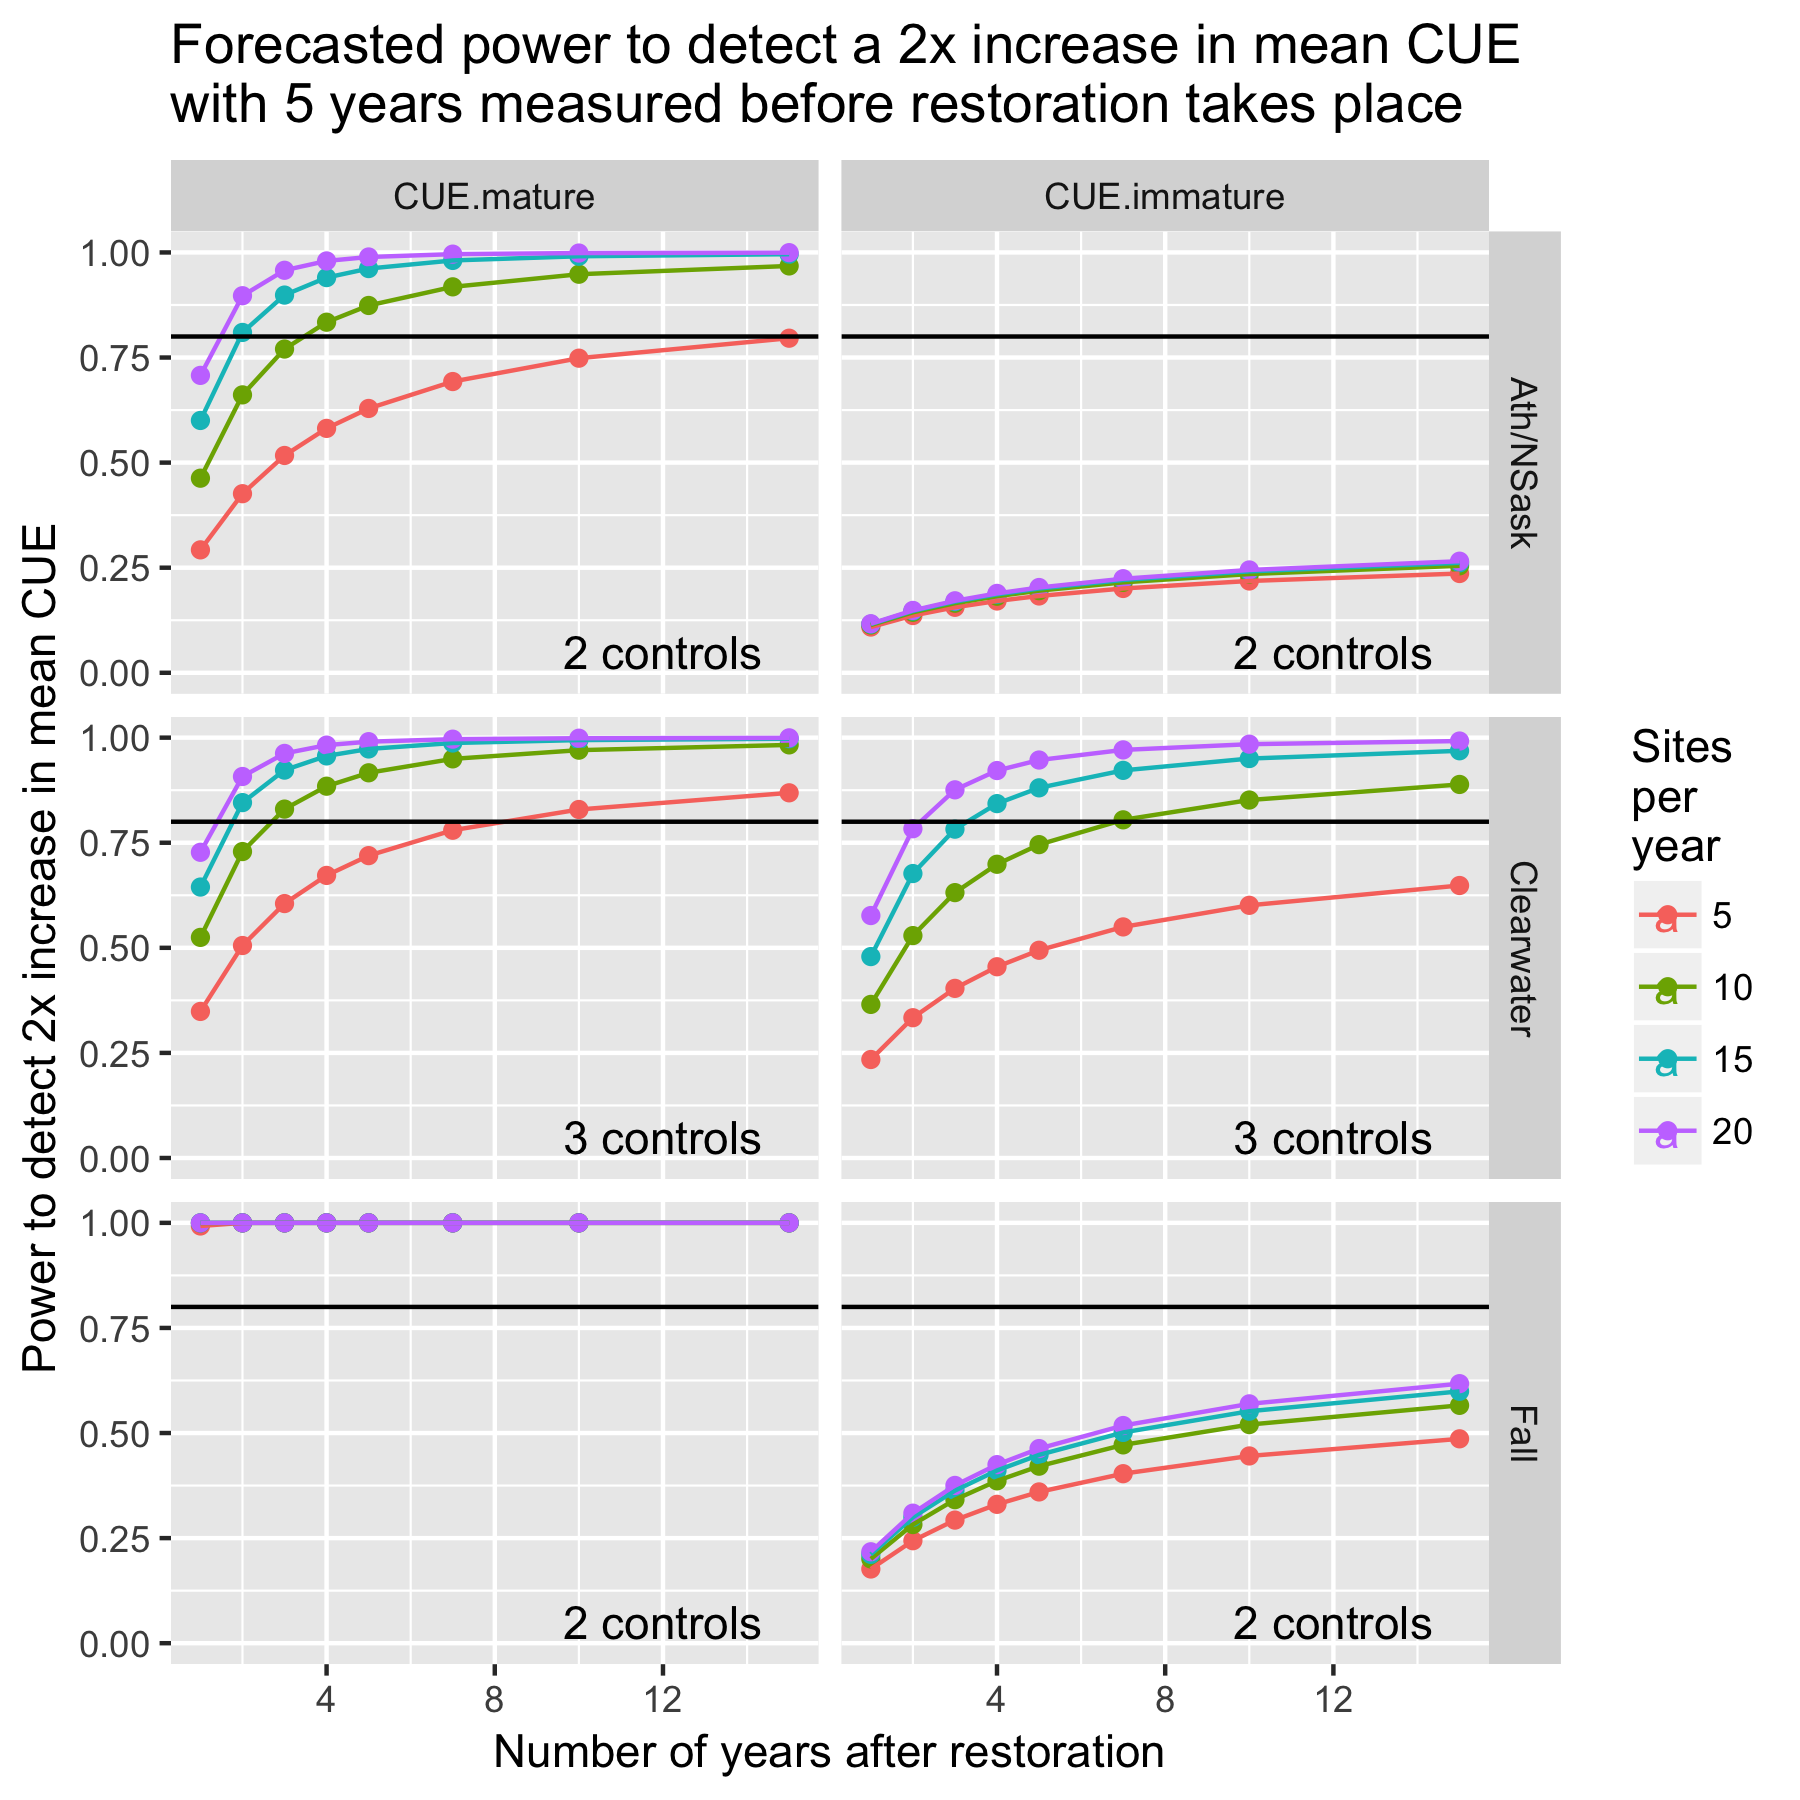 Forecasted power to detect a 2x increase in mean CUE
with 5 years measured before restoration takes place
CUE.mature
CUE.immature
Power to detect 2x increase in mean CUE
1.00
0.75
0.50
0.25
0.00
2 controls
2 controls
Ath/NSask
1.00
0.75
0.50
0.25
0.00
3 controls
3 controls
Clearwater
1.00
0.75
0.50
0.25
0.00
2 controls
2 controls
Fall
4
8
12
4
8
12
Number of years after restoration
Sites
per
year
a 5
a 10
a 15
a 20